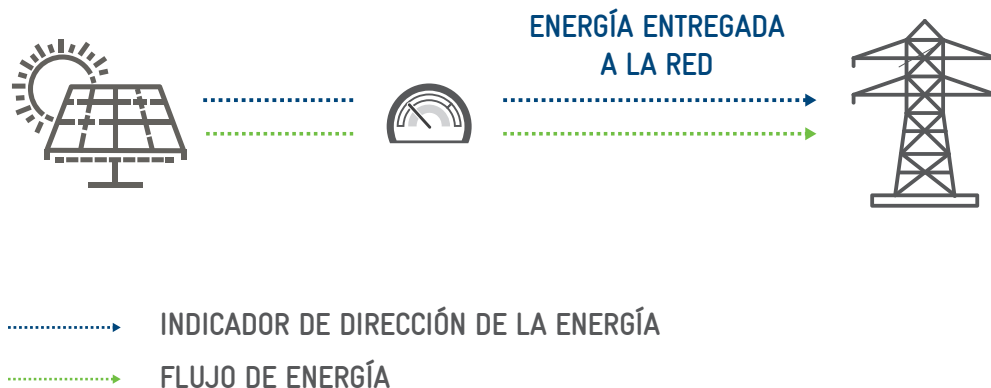 ENERGÍA ENTREGADA
A LA RED
INDICADOR DE DIRECCIÓN DE LA ENERGÍA
FLUJO DE ENERGÍA